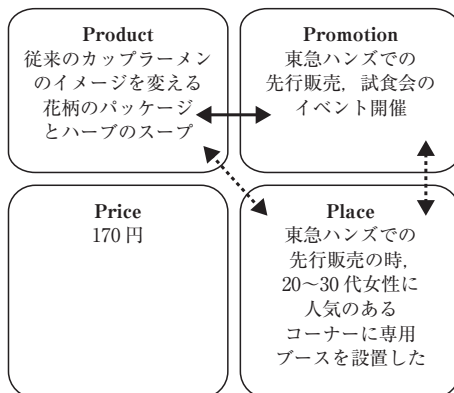 Product
従来のカップラーメン
のイメージを変える
花柄のパッケージ
とハーブのスープ
Promotion
東急ハンズでの
先行販売，試食会の
イベント開催
Price
170 円
Place
東急ハンズでの
先行販売の時，
20～30 代女性に
人気のある
コーナーに専用
ブースを設置した